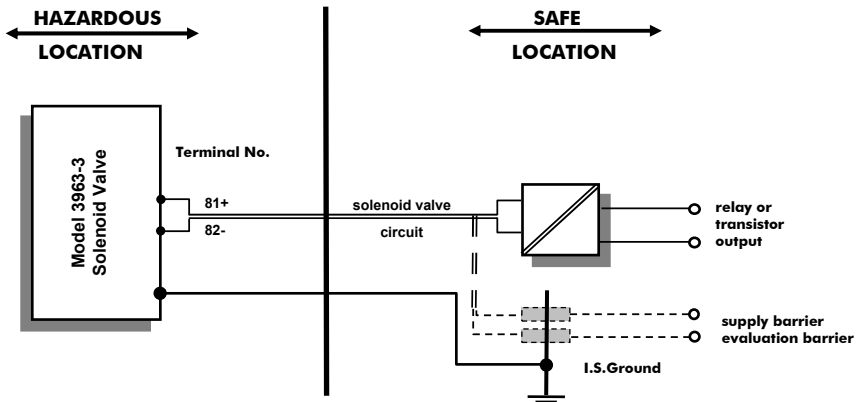 HAZARDOUS
LOCATION
SAFE
LOCATION
Model 3963-3
Solenoid Valve
Terminal No.
81+
82-
solenoid valve
circuit
relay or
transistor
output
supply barrier
evaluation barrier
I.S.Ground